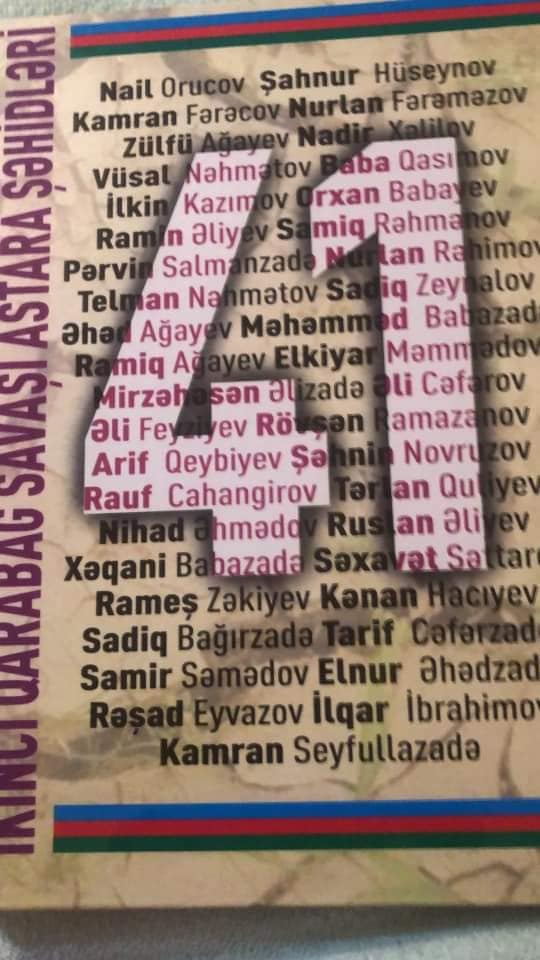 İKİNCİ QARABAĞ SAVAŞI ASTARA ŞƏHİDLƏRİ
Nail Orucov Şahnur Hüseynov
Kamran Fərəcov Nurlan Fərəməzov
Zülfü Ağayev Nadir Xəlilov
Vüsal Nəhmətov Baba Qasımov
İlkin Kazımov Orxan Babayev
Ramin Əliyev Samiq Rəhmanov
Pərvin Salmanzadə Nurlan Rəhimov
Telman Nəhmətov Sadiq Zeynalov
Əhəd Ağayev Məhəmməd Babazadə
Ramiq Ağayev Elkiyar Məmmədov
Mirzəhəsən Əlizadə Əli Cəfərov
Əli Feyziyev Rövşən Ramazanov
Arif Qeybiyev Şəhnin Novruzov
Rauf Cahangirov Tərlan Quliyev
Nihad Əhmədov Ruslan Əliyev
Xəqani Babazadə Səxavət Səttaro
Rameş Zəkiyev Kənan Hacıyev
Sadiq Bağırzadə Tarif Cəfərzadə
Samir Səmədov Elnur Əhədzad
Rəşad Eyvazov İlqar İbrahimov
Kamran Seyfullazadə
41